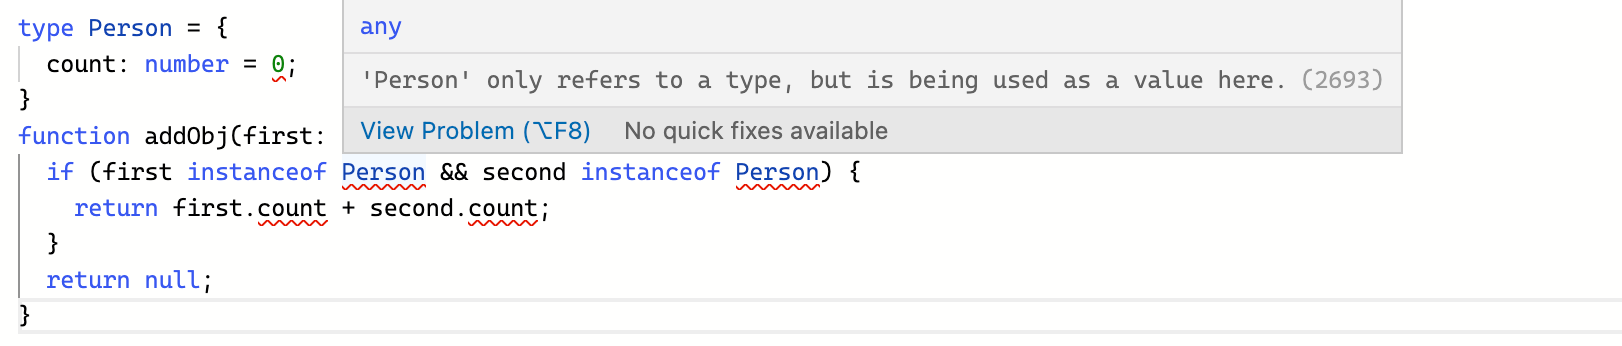 type Person = {
any
count: number = 0;
'Person' only refers to a type, but is being used as a value here. (2693)
}
function addObj(first:
View Problem (⌥F8) No quick fixes available
if (first instanceof Person && second instanceof Person) {
return first.count + second.count;
}
return null;
}